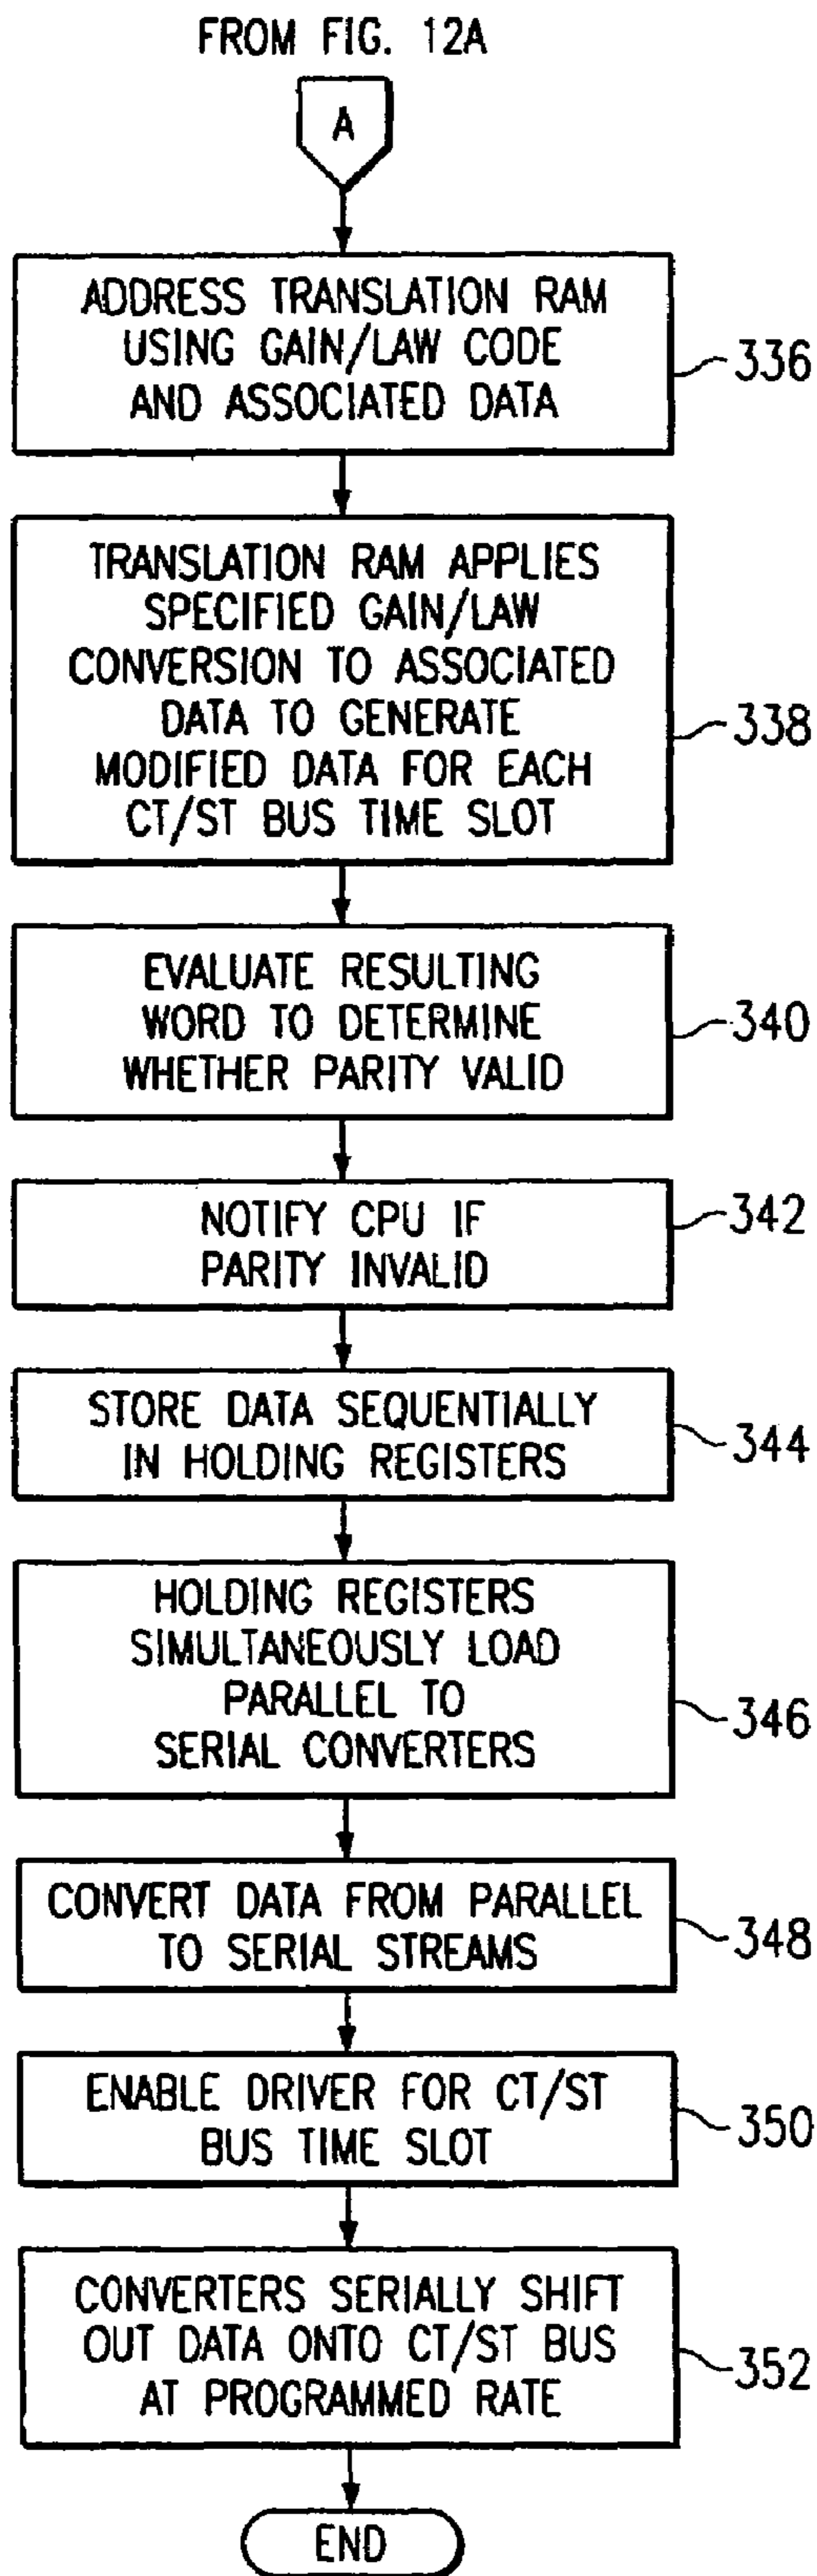 FROM FIG. 12A
A
ADDRESS TRANSLATION RAM
USING GAIN/LAW CODE
AND ASSOCIATED DATA
336
TRANSLATION RAM APPLIES
SPECIFIED GAIN/LAW
CONVERSION TO ASSOCIATED
DATA TO GENERATE
MODIFIED DATA FOR EACH
CT/ST BUS TIME SLOT
338
EVALUATE RESULTING
WORD TO DETERMINE
WHETHER PARITY VALID
340
NOTIFY CPU IF
PARITY INVALID
342
STORE DATA SEQUENTIALLY
IN HOLDING REGISTERS
344
HOLDING REGISTERS
SIMULTANEOUSLY LOAD
PARALLEL TO
SERIAL CONVERTERS
346
CONVERT DATA FROM PARALLEL
TO SERIAL STREAMS
348
ENABLE DRIVER FOR CT/ST
BUS TIME SLOT
350
CONVERTERS SERIALLY SHIFT
OUT DATA ONTO CT/ST BUS
AT PROGRAMMED RATE
352
END